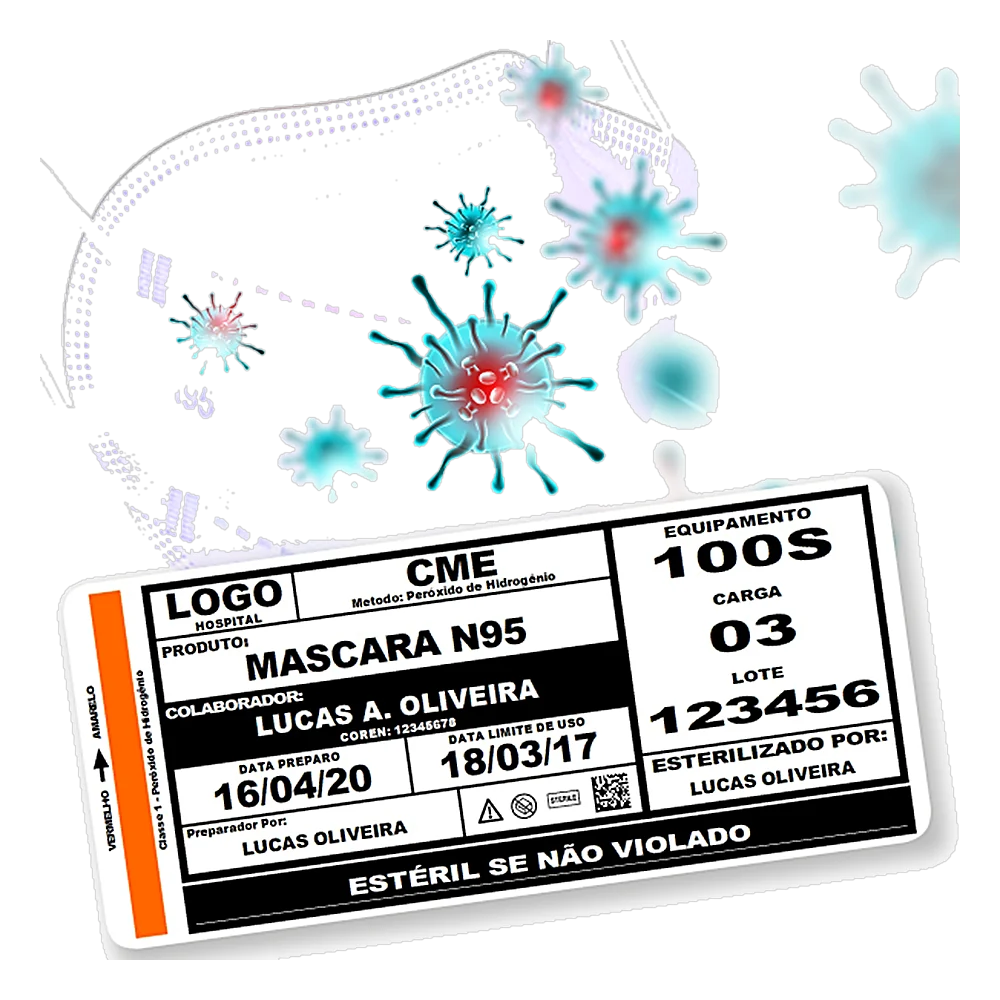 LOGO
HOSPITAL
CME
Metodo: Peróxido de Hidrogênio
PRODUTO:
MASCARA N95
COLABORADOR:
LUCAS A. OLIVEIRA
COREN: 12345678
DATA PREPARO
16/04/20
DATA LIMITE DE USO
18/03/17
Preparador Por:
LUCAS OLIVEIRA
STERILE
EQUIPAMENTO
100S
CARGA
03
LOTE
123456
ESTERILIZADO POR:
LUCAS OLIVEIRA
ESTÉRIL SE NÃO VIOLADO
VERMELHO → AMARELO
Classe 1 - Peróxido de Hidrogênio